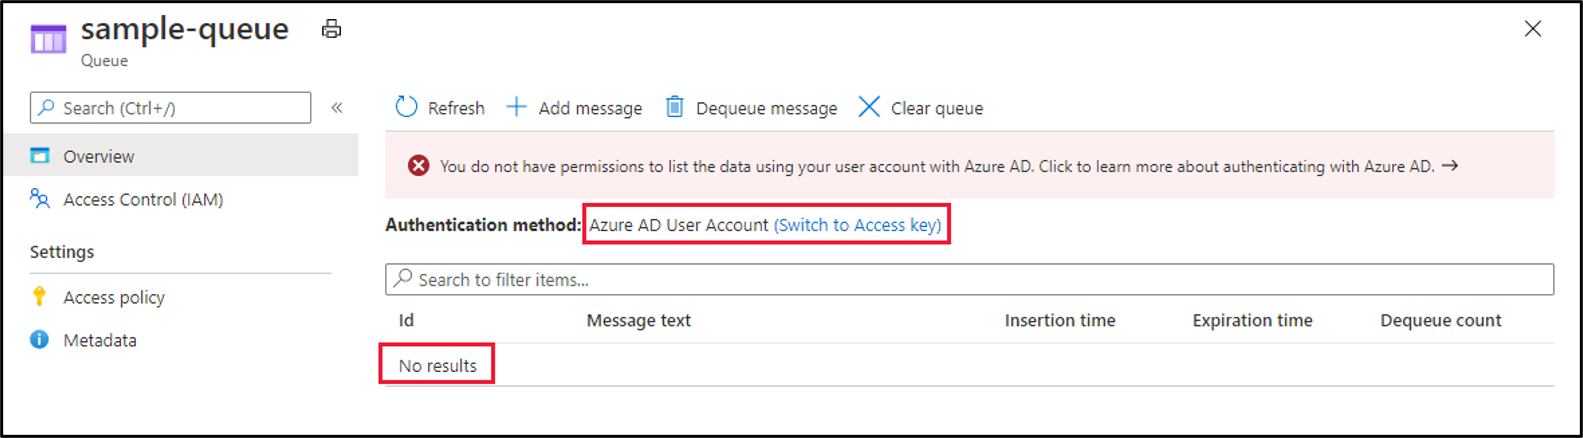 sample-queue
Queue
Search (Ctrl+/)
«
Overview
Access Control (IAM)
Settings
Access policy
Metadata
Refresh
Add message
Dequeue message
Clear queue
You do not have permissions to list the data using your user account with Azure AD. Click to learn more about authenticating with Azure AD. →
Authentication method: Azure AD User Account (Switch to Access key)
Search to filter items...
Id Message text Insertion time Expiration time Dequeue count
No results